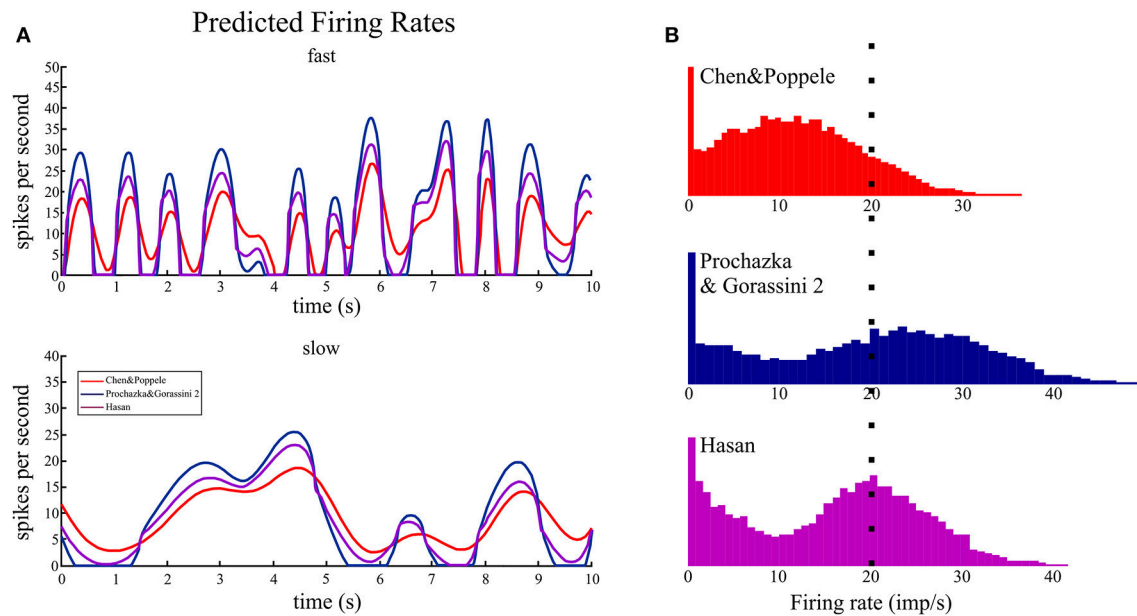 A
Predicted Firing Rates
fast
spikes per second
50
45
40
35
30
25
20
15
10
5
0
0 1 2 3 4 5 6 7 8 9 10
time (s)
slow
spikes per second
40
35
30
25
20
15
10
5
0
Chen&Poppele
Prochazka&Gorassini 2
Hasan
0 1 2 3 4 5 6 7 8 9 10
time (s)
B
Chen&Poppele
0 10 20 30
Prochazka
& Gorassini 2
0 10 20 30 40
Hasan
0 10 20 30 40
Firing rate (imp/s)